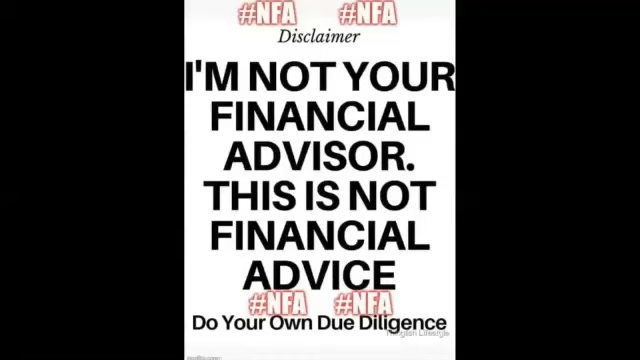 #NFA #NFA
Disclaimer
I'M NOT YOUR
FINANCIAL
ADVISOR.
THIS IS NOT
FINANCIAL
ADVICE
#NFA #NFA
Do Your Own Due Diligence
Lifestyle